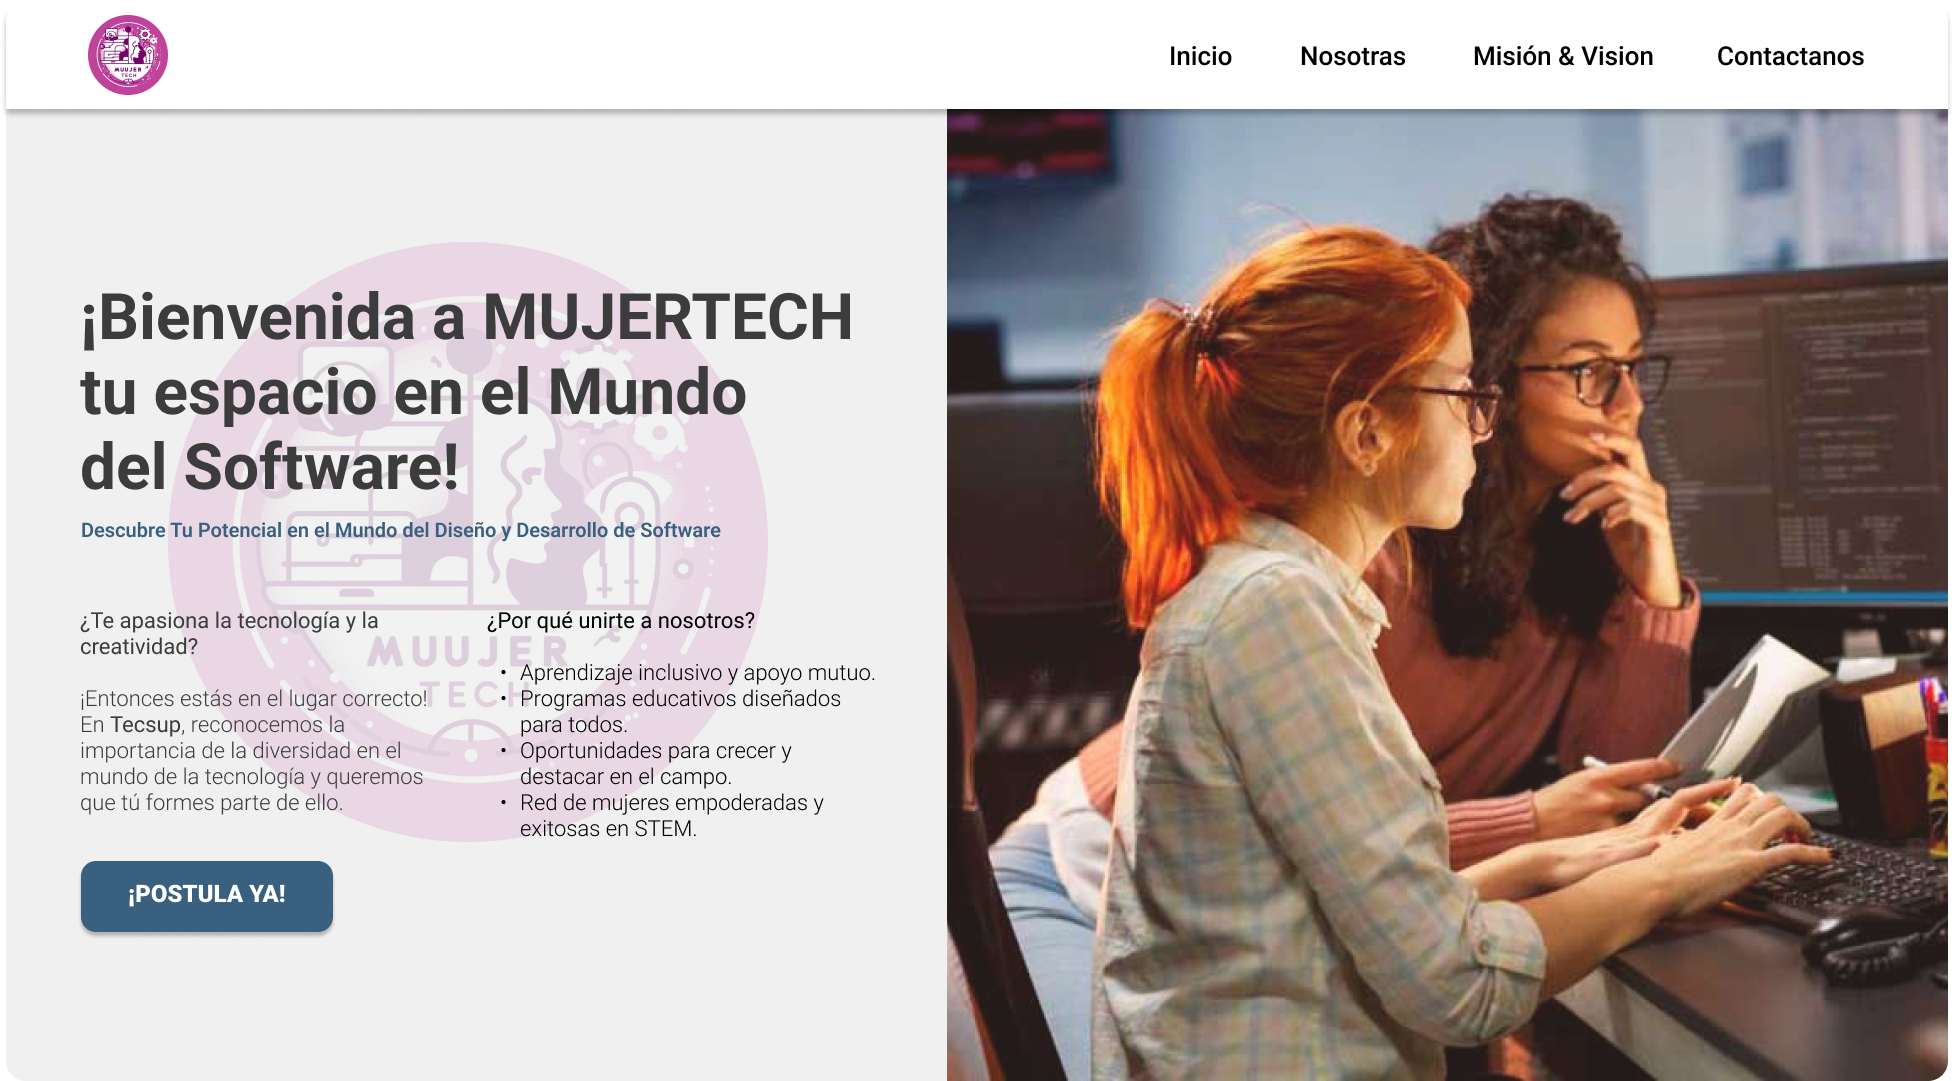 MUUJER
TECH
Inicio
Nosotras
Misión & Vision
Contactanos
¡Bienvenida a MUJERTECH
tu espacio en el Mundo
del Software!
Descubre Tu Potencial en el Mundo del Diseño y Desarrollo de Software
¿Te apasiona la tecnología y la
creatividad?
¡Entonces estás en el lugar correcto!
En Tecsup, reconocemos la
importancia de la diversidad en el
mundo de la tecnología y queremos
que tú formes parte de ello.
¿Por qué unirte a nosotros?
• Aprendizaje inclusivo y apoyo mutuo.
• Programas educativos diseñados
para todos.
• Oportunidades para crecer y
destacar en el campo.
• Red de mujeres empoderadas y
exitosas en STEM.
MUUJER
TECH
¡POSTULA YA!